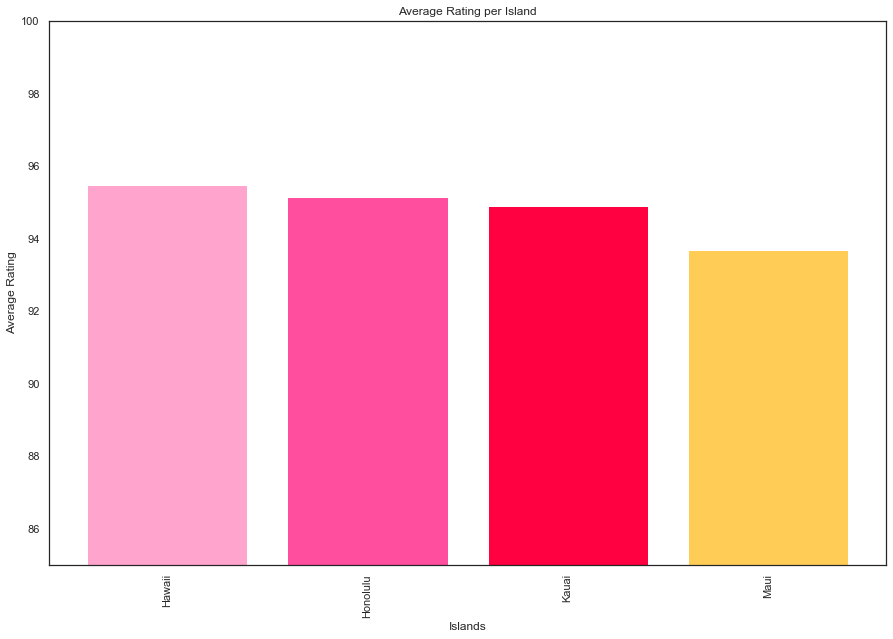 Average Rating per Island
Average Rating
100
98
96
94
92
90
88
86
Hawaii
Honolulu
Kauai
Maui
Islands